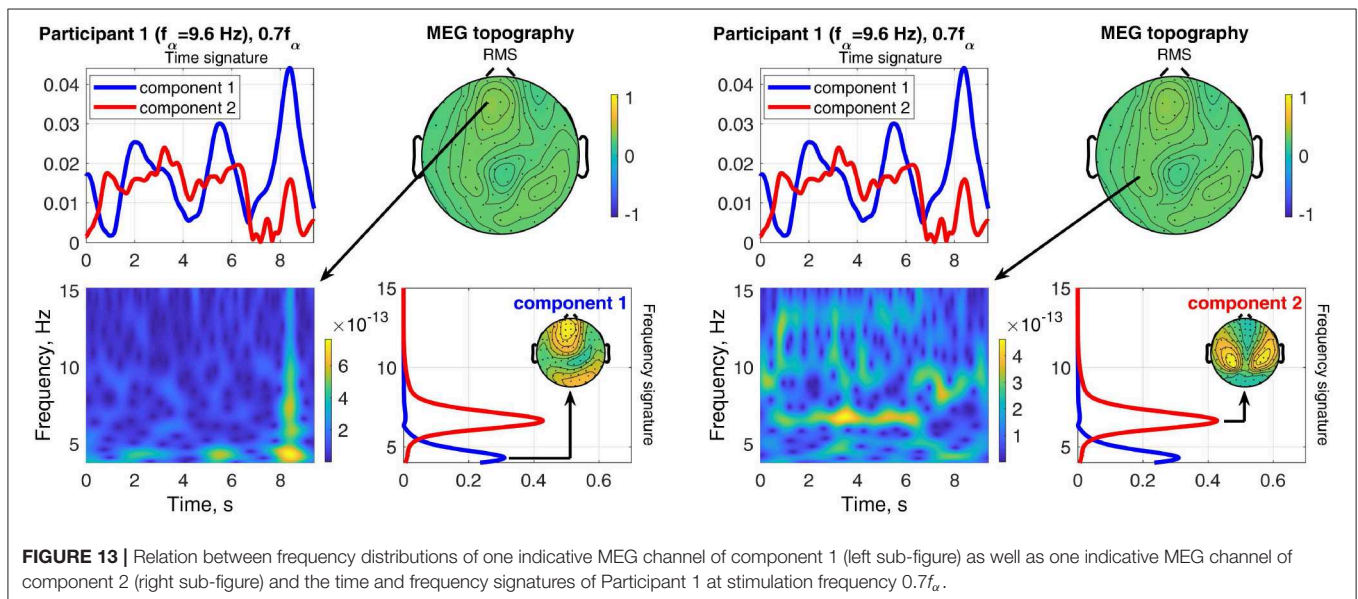 Participant 1 (fα=9.6 Hz), 0.7fα
Time signature
component 1
component 2
0.04
0.03
0.02
0.01
0
0 2 4 6 8
MEG topography
RMS
1
0
-1
Frequency, Hz
15
10
5
0 2 4 6 8
Time, s
×10-13
6
4
2
15
10
5
0 0.2 0.4 0.6
component 1
Frequency signature
Participant 1 (fα=9.6 Hz), 0.7fα
Time signature
component 1
component 2
0.04
0.03
0.02
0.01
0
0 2 4 6 8
MEG topography
RMS
1
0
-1
Frequency, Hz
15
10
5
0 2 4 6 8
Time, s
×10-13
4
3
2
1
15
10
5
0 0.2 0.4 0.6
component 2
Frequency signature
FIGURE 13 | Relation between frequency distributions of one indicative MEG channel of component 1 (left sub-figure) as well as one indicative MEG channel of
component 2 (right sub-figure) and the time and frequency signatures of Participant 1 at stimulation frequency 0.7fα.